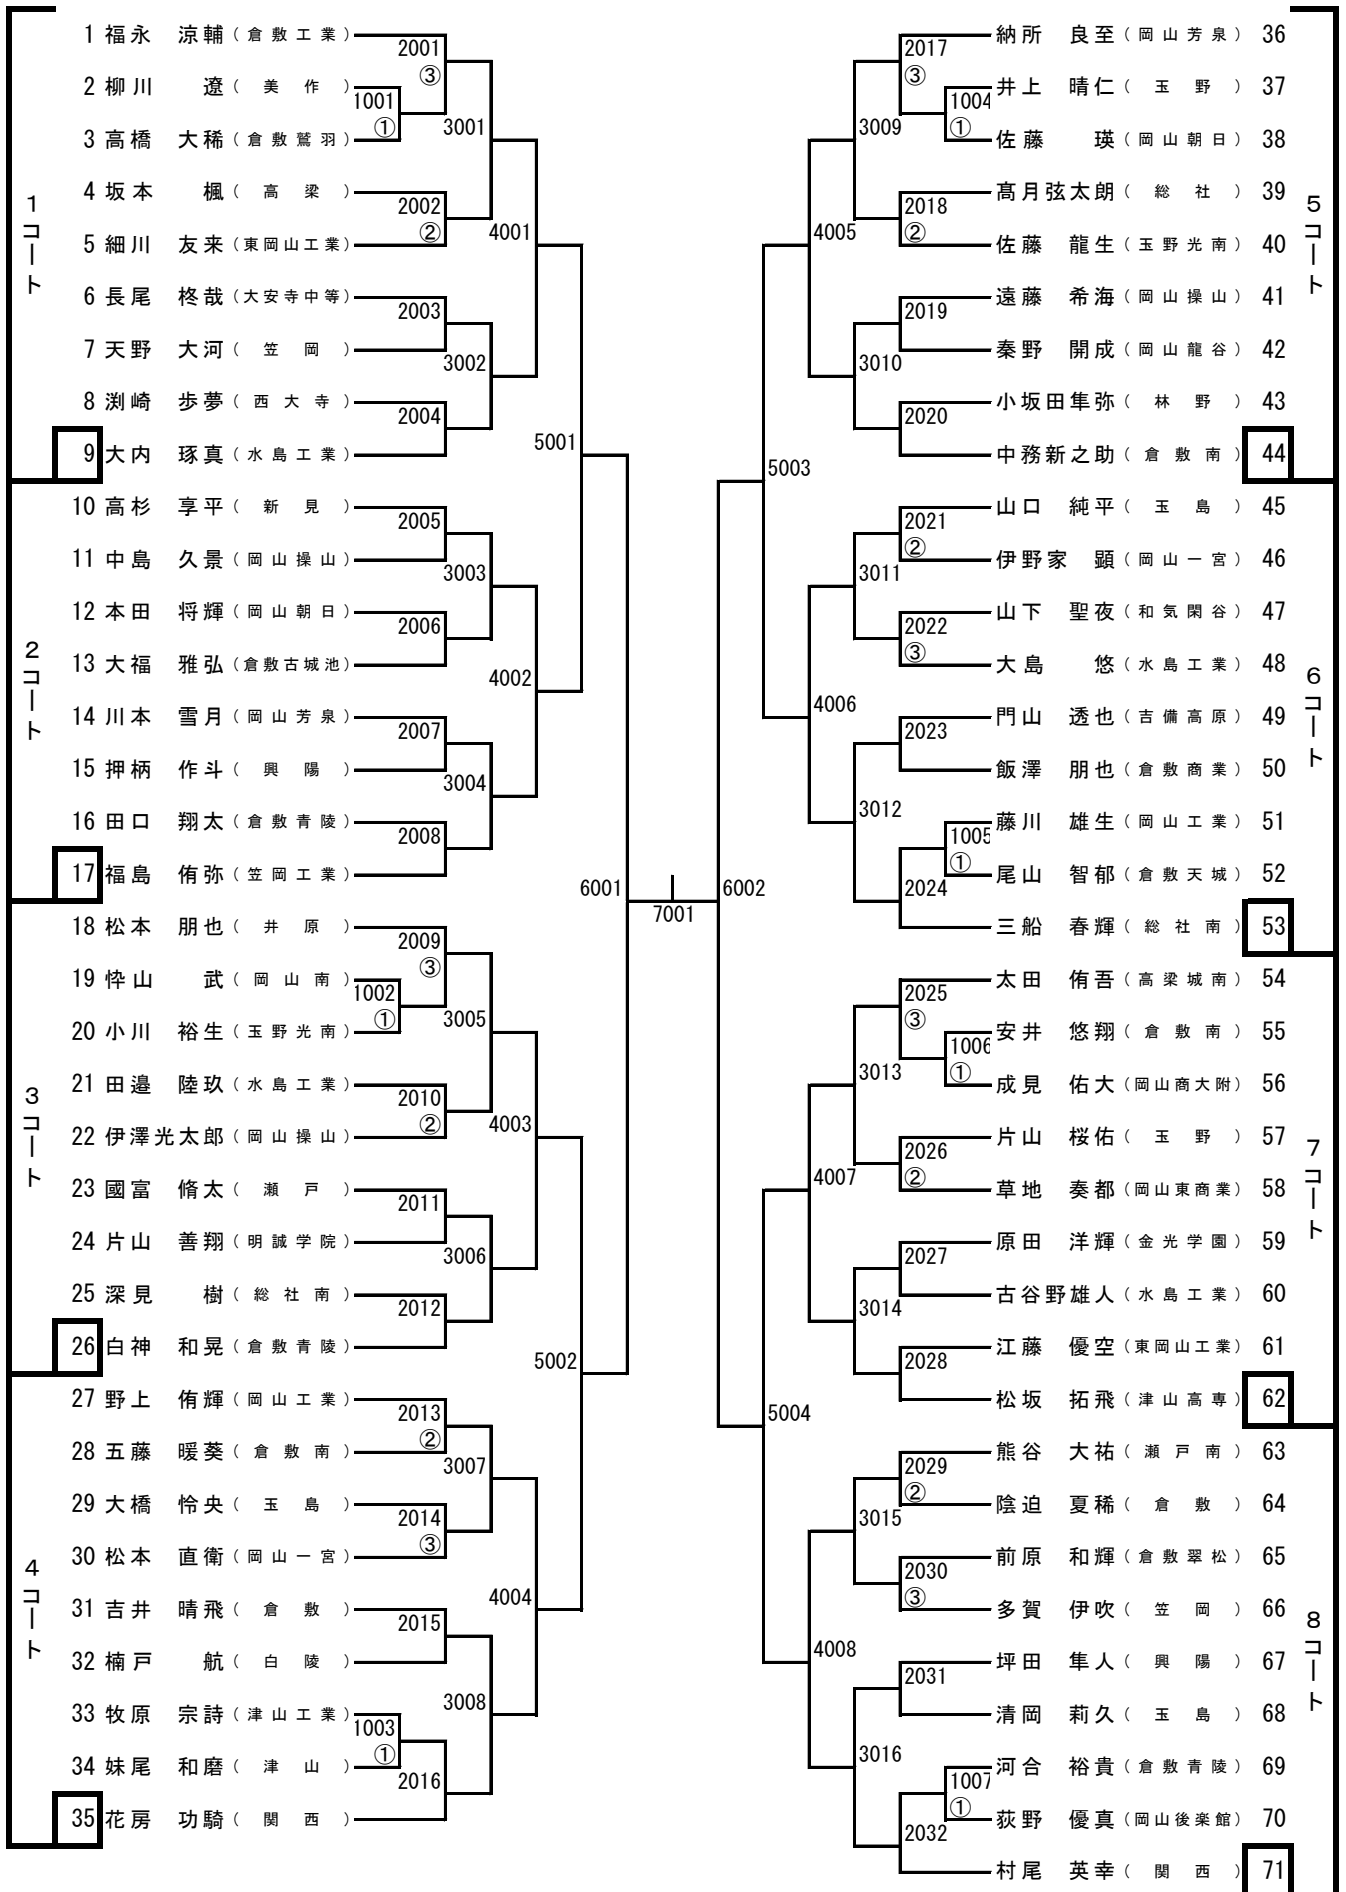 1 福永 涼輔 (倉敷工業)
2 柳川 遼 (美作)
3 高橋 大稀 (倉敷鷲羽)
4 坂本 楓 (高梁)
5 細川 友来 (東岡山工業)
6 長尾 柊哉 (大安寺中等)
7 天野 大河 (笠岡)
8 渕崎 歩夢 (西大寺)
9 大内 琢真 (水島工業)
10 高杉 享平 (新見)
11 中島 久景 (岡山操山)
12 本田 将輝 (岡山朝日)
13 大福 雅弘 (倉敷古城池)
14 川本 雪月 (岡山芳泉)
15 押柄 作斗 (興陽)
16 田口 翔太 (倉敷青陵)
17 福島 侑弥 (笠岡工業)
18 松本 朋也 (井原)
19 忰山 武 (岡山南)
20 小川 裕生 (玉野光南)
21 田邉 陸玖 (水島工業)
22 伊澤光太郎 (岡山操山)
23 國富 脩太 (瀬戸)
24 片山 善翔 (明誠学院)
25 深見 樹 (総社南)
26 白神 和晃 (倉敷青陵)
27 野上 侑輝 (岡山工業)
28 五藤 暖葵 (倉敷南)
29 大橋 怜央 (玉島)
30 松本 直衛 (岡山一宮)
31 吉井 晴飛 (倉敷)
32 楠戸 航 (白陵)
33 牧原 宗詩 (津山工業)
34 妹尾 和磨 (津山)
35 花房 功騎 (関西)
1コート
2コート
3コート
4コート
1001 ①
1002 ①
1003 ①
2001 ③
2002 ②
2003
2004
2005
2006
2007
2008
2009 ③
2010 ②
2011
2012
2013 ②
2014 ③
2015
2016
3001
3002
3003
3004
3005
3006
3007
3008
4001
4002
4003
4004
5001
5002
6001
7001
6002
5003
5004
4005
4006
4007
4008
3009
3010
3011
3012
3013
3014
3015
3016
2017 ③
2018 ②
2019
2020
2021 ②
2022 ③
2023
2024
2025 ③
2026 ②
2027
2028
2029 ②
2030 ③
2031
2032
1004 ①
1005 ①
1006 ①
1007 ①
納所 良至 (岡山芳泉) 36
井上 晴仁 (玉野) 37
佐藤 瑛 (岡山朝日) 38
髙月弦太朗 (総社) 39
佐藤 龍生 (玉野光南) 40
遠藤 希海 (岡山操山) 41
秦野 開成 (岡山龍谷) 42
小坂田隼弥 (林野) 43
中務新之助 (倉敷南) 44
山口 純平 (玉島) 45
伊野家 顕 (岡山一宮) 46
山下 聖夜 (和気閑谷) 47
大島 悠 (水島工業) 48
門山 透也 (吉備高原) 49
飯澤 朋也 (倉敷商業) 50
藤川 雄生 (岡山工業) 51
尾山 智郁 (倉敷天城) 52
三船 春輝 (総社南) 53
太田 侑吾 (高梁城南) 54
安井 悠翔 (倉敷南) 55
成見 佑大 (岡山商大附) 56
片山 桜佑 (玉野) 57
草地 奏都 (岡山東商業) 58
原田 洋輝 (金光学園) 59
古谷野雄人 (水島工業) 60
江藤 優空 (東岡山工業) 61
松坂 拓飛 (津山高専) 62
熊谷 大祐 (瀬戸南) 63
陰迫 夏稀 (倉敷) 64
前原 和輝 (倉敷翠松) 65
多賀 伊吹 (笠岡) 66
坪田 隼人 (興陽) 67
清岡 莉久 (玉島) 68
河合 裕貴 (倉敷青陵) 69
荻野 優真 (岡山後楽館) 70
村尾 英幸 (関西) 71
5コート
6コート
7コート
8コート